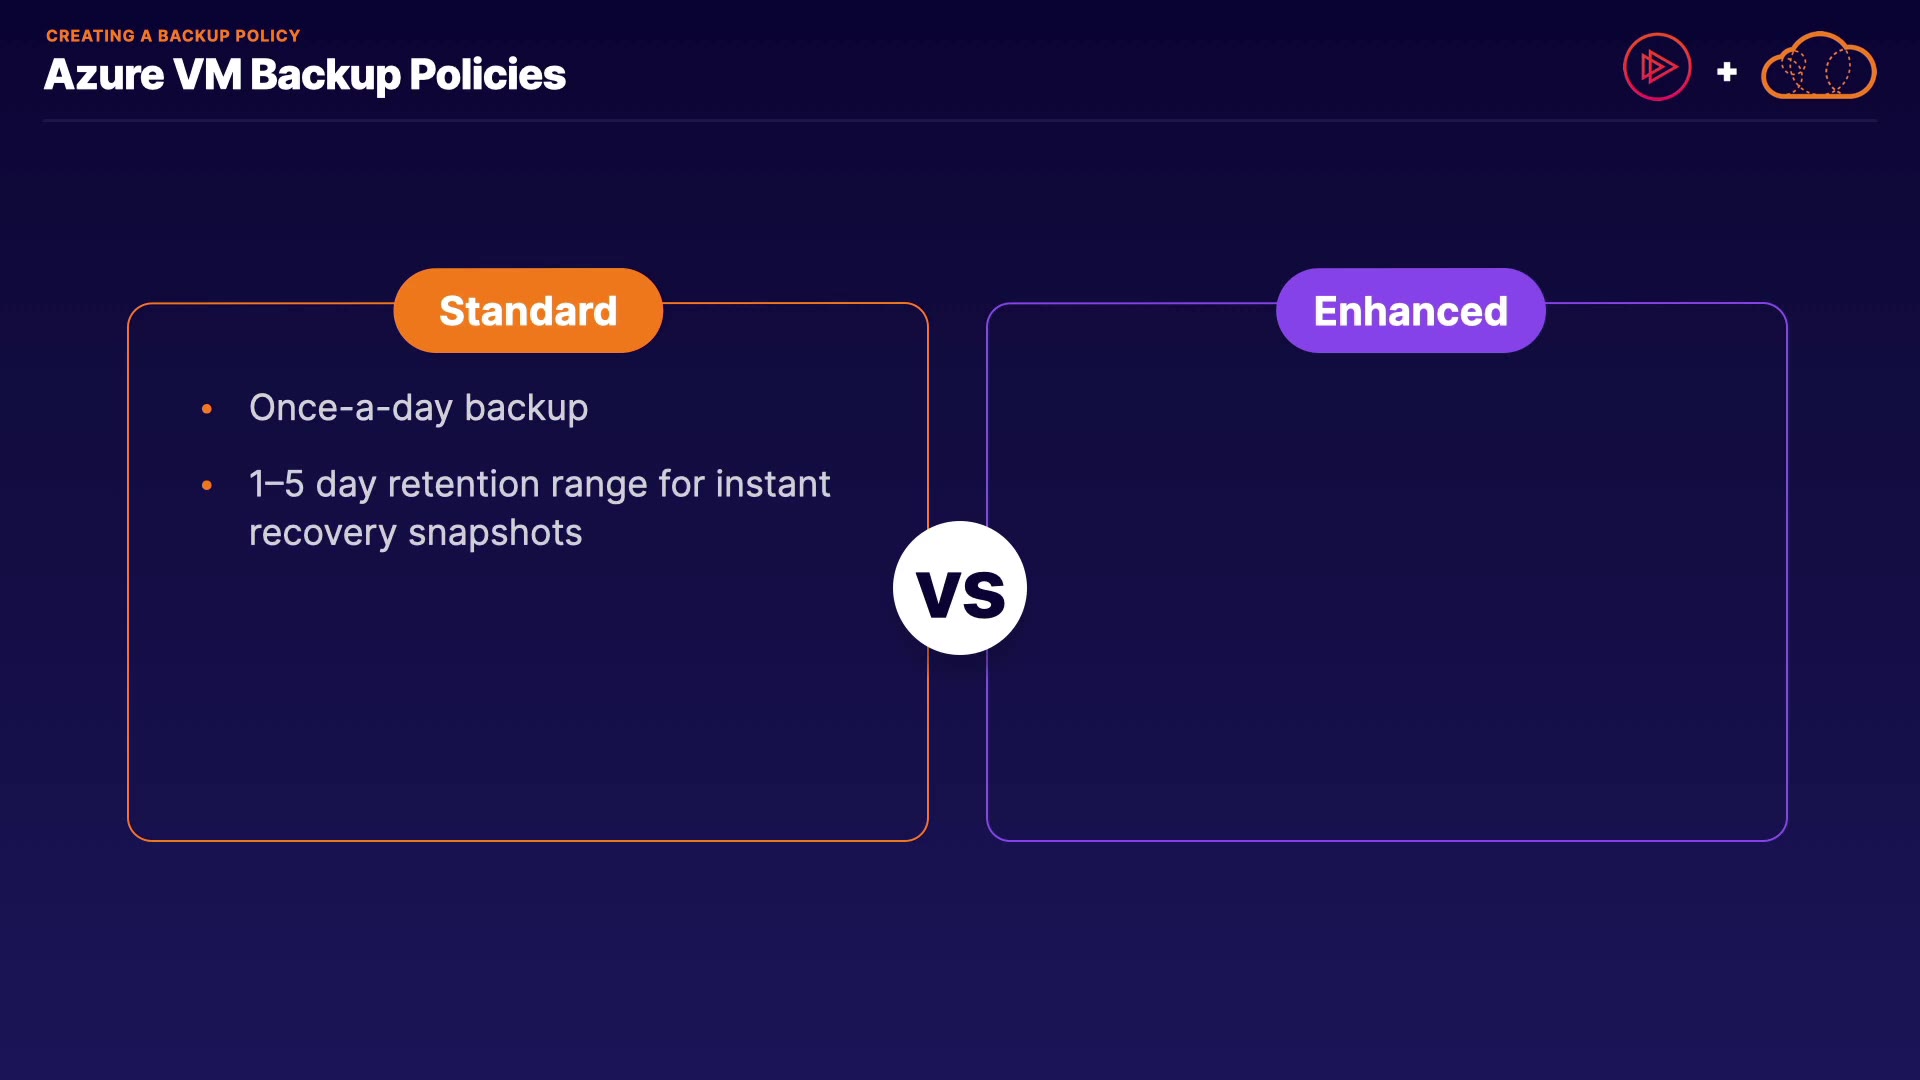 CREATING A BACKUP POLICY
Azure VM Backup Policies
Standard
• Once-a-day backup
• 1–5 day retention range for instant
recovery snapshots
VS
Enhanced